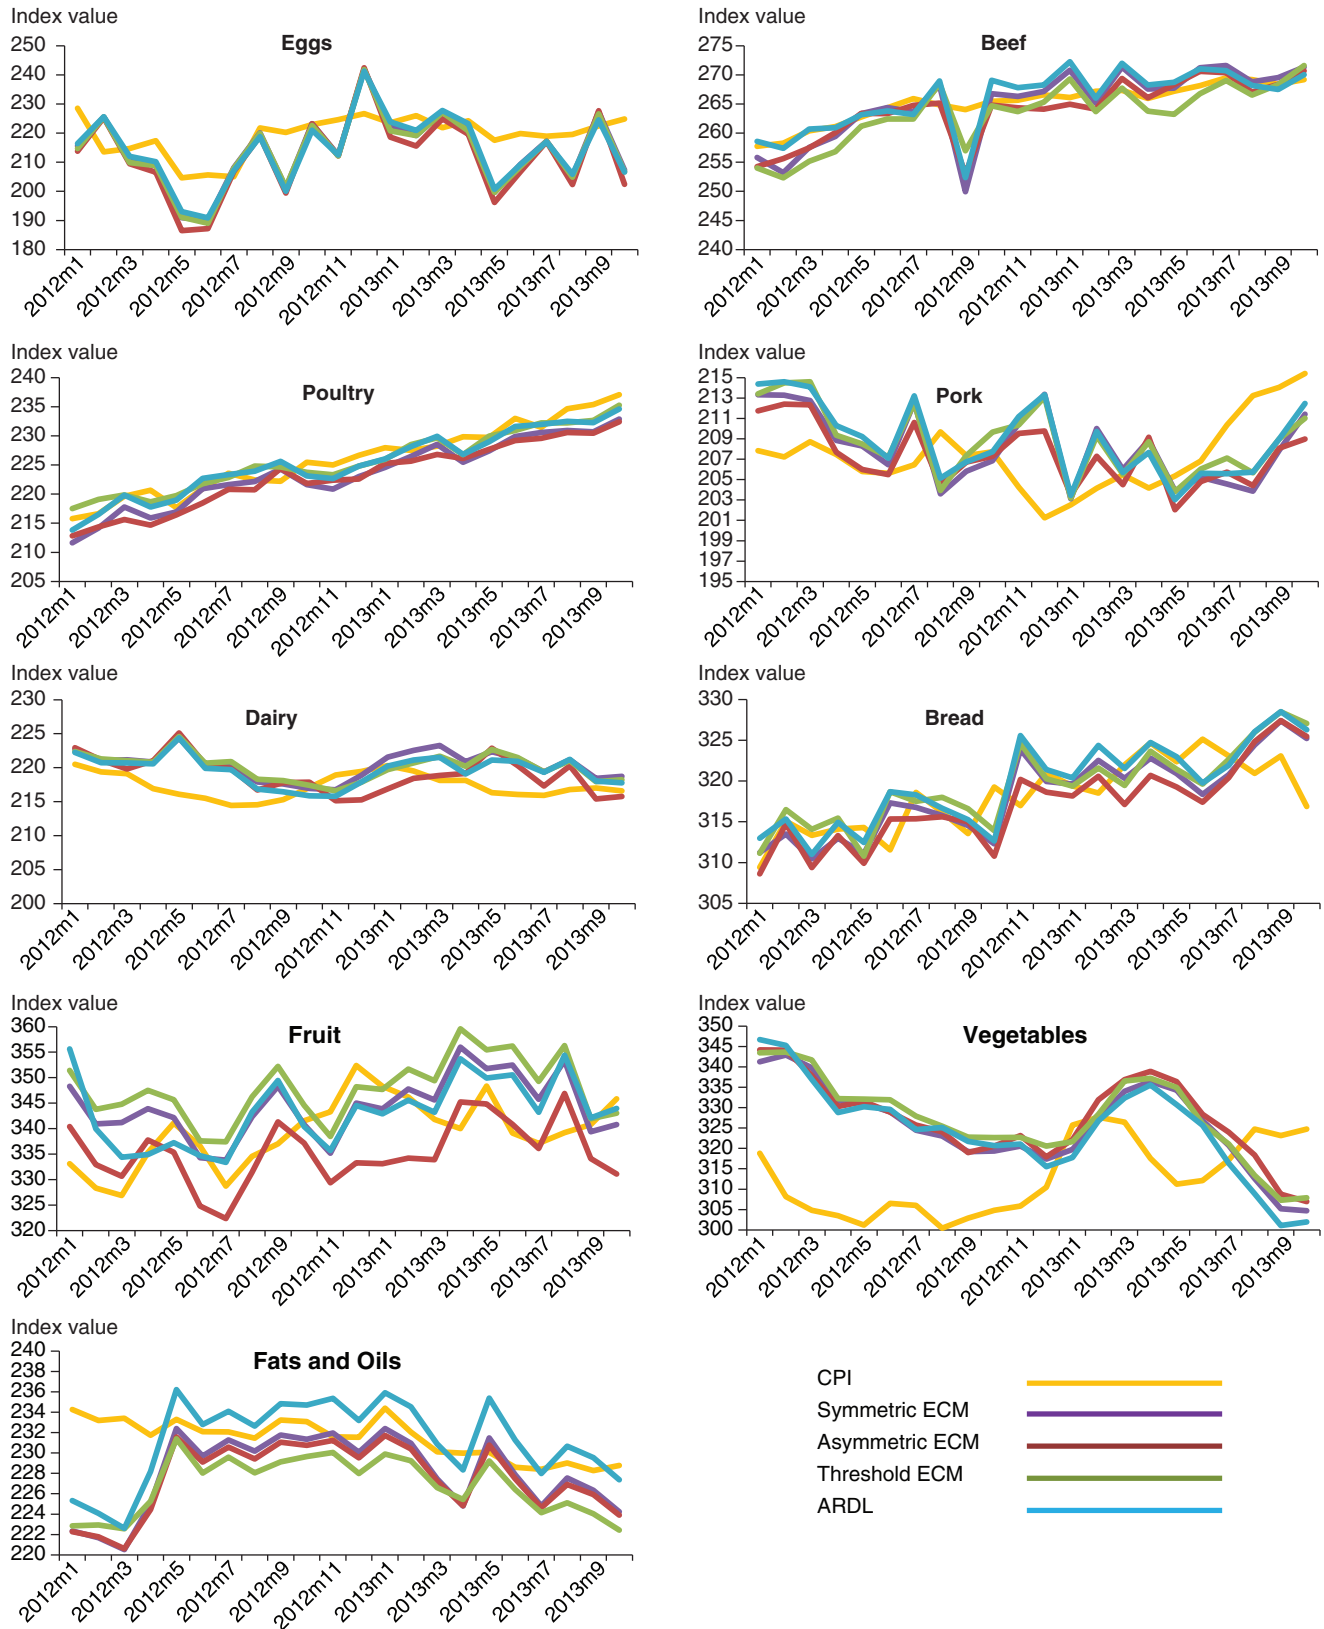 Index value
Eggs
250
240
230
220
210
200
190
180
2012m1
2012m3
2012m5
2012m7
2012m9
2012m11
2013m1
2013m3
2013m5
2013m7
2013m9
Index value
Beef
275
270
265
260
255
250
245
240
2012m1
2012m3
2012m5
2012m7
2012m9
2012m11
2013m1
2013m3
2013m5
2013m7
2013m9
Index value
Poultry
240
235
230
225
220
215
210
205
2012m1
2012m3
2012m5
2012m7
2012m9
2012m11
2013m1
2013m3
2013m5
2013m7
2013m9
Index value
Pork
215
213
211
209
207
205
203
201
199
197
195
2012m1
2012m3
2012m5
2012m7
2012m9
2012m11
2013m1
2013m3
2013m5
2013m7
2013m9
Index value
Dairy
230
225
220
215
210
205
200
2012m1
2012m3
2012m5
2012m7
2012m9
2012m11
2013m1
2013m3
2013m5
2013m7
2013m9
Index value
Bread
330
325
320
315
310
305
2012m1
2012m3
2012m5
2012m7
2012m9
2012m11
2013m1
2013m3
2013m5
2013m7
2013m9
Index value
Fruit
360
355
350
345
340
335
330
325
320
2012m1
2012m3
2012m5
2012m7
2012m9
2012m11
2013m1
2013m3
2013m5
2013m7
2013m9
Index value
Vegetables
350
345
340
335
330
325
320
315
310
305
300
2012m1
2012m3
2012m5
2012m7
2012m9
2012m11
2013m1
2013m3
2013m5
2013m7
2013m9
Index value
Fats and Oils
240
238
236
234
232
230
228
226
224
222
220
2012m1
2012m3
2012m5
2012m7
2012m9
2012m11
2013m1
2013m3
2013m5
2013m7
2013m9
CPI
Symmetric ECM
Asymmetric ECM
Threshold ECM
ARDL